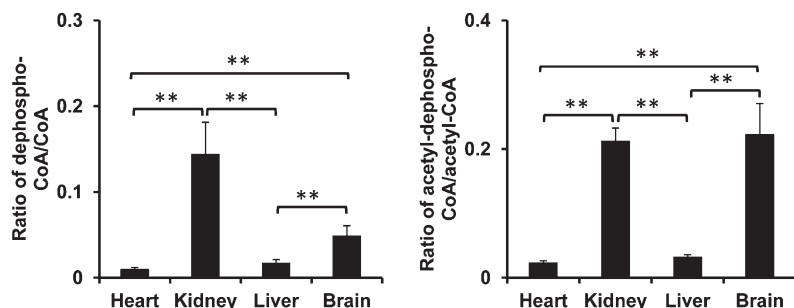 Ratio of dephospho-
CoA/CoA
0.3
0.2
0.1
0
**
**
**
**
Heart Kidney Liver Brain
Ratio of acetyl-dephospho-
CoA/acetyl-CoA
0.4
0.2
0
**
**
**
**
Heart Kidney Liver Brain